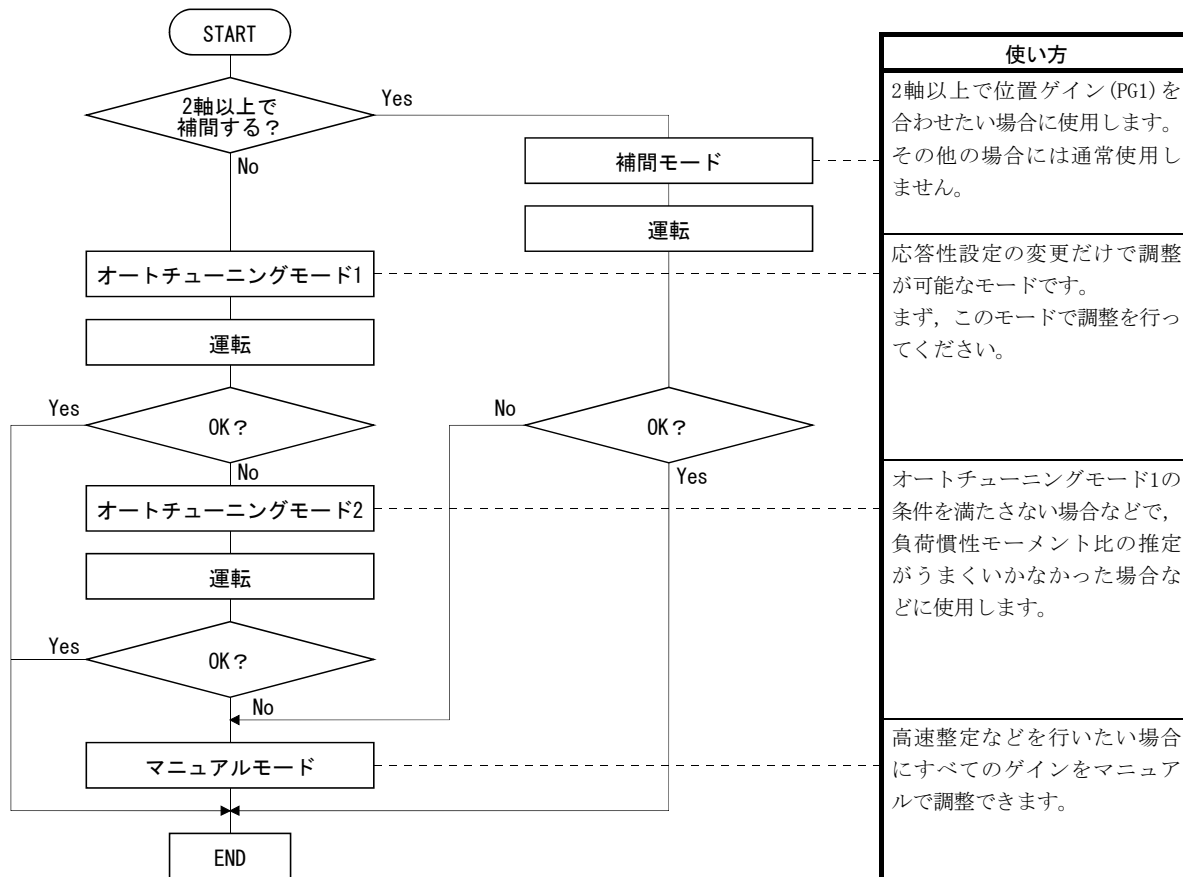 START
2軸以上で
補間する?
Yes
No
補間モード
運転
オートチューニングモード1
運転
Yes
OK?
No
No
OK?
Yes
オートチューニングモード2
運転
Yes
OK?
No
マニュアルモード
END
使い方
2軸以上で位置ゲイン(PG1)を
合わせたい場合に使用します。
その他の場合には通常使用し
ません。
応答性設定の変更だけで調整
が可能なモードです。
まず,このモードで調整を行っ
てください。
オートチューニングモード1の
条件を満たさない場合などで,
負荷慣性モーメント比の推定
がうまくいかなかった場合な
どに使用します。
高速整定などを行いたい場合
にすべてのゲインをマニュア
ルで調整できます。